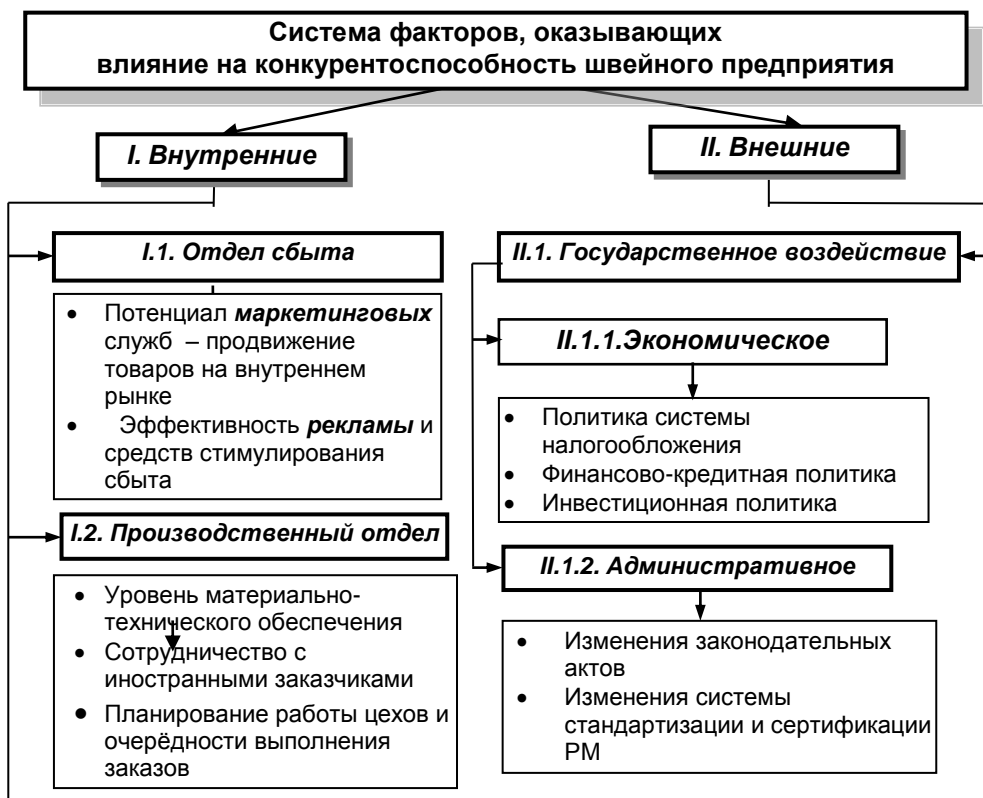 Система факторов, оказывающих
влияние на конкурентоспособность швейного предприятия
I. Внутренние
II. Внешние
I.1. Отдел сбыта
• Потенциал маркетинговых
служб – продвижение
товаров на внутреннем
рынке
• Эффективность рекламы и
средств стимулирования
сбыта
I.2. Производственный отдел
• Уровень материально-
технического обеспечения
• Сотрудничество с
иностранными заказчиками
• Планирование работы цехов и
очерёдности выполнения
заказов
II.1. Государственное воздействие
II.1.1.Экономическое
• Политика системы
налогообложения
• Финансово-кредитная политика
• Инвестиционная политика
II.1.2. Административное
• Изменения законодательных
актов
• Изменения системы
стандартизации и сертификации
РМ